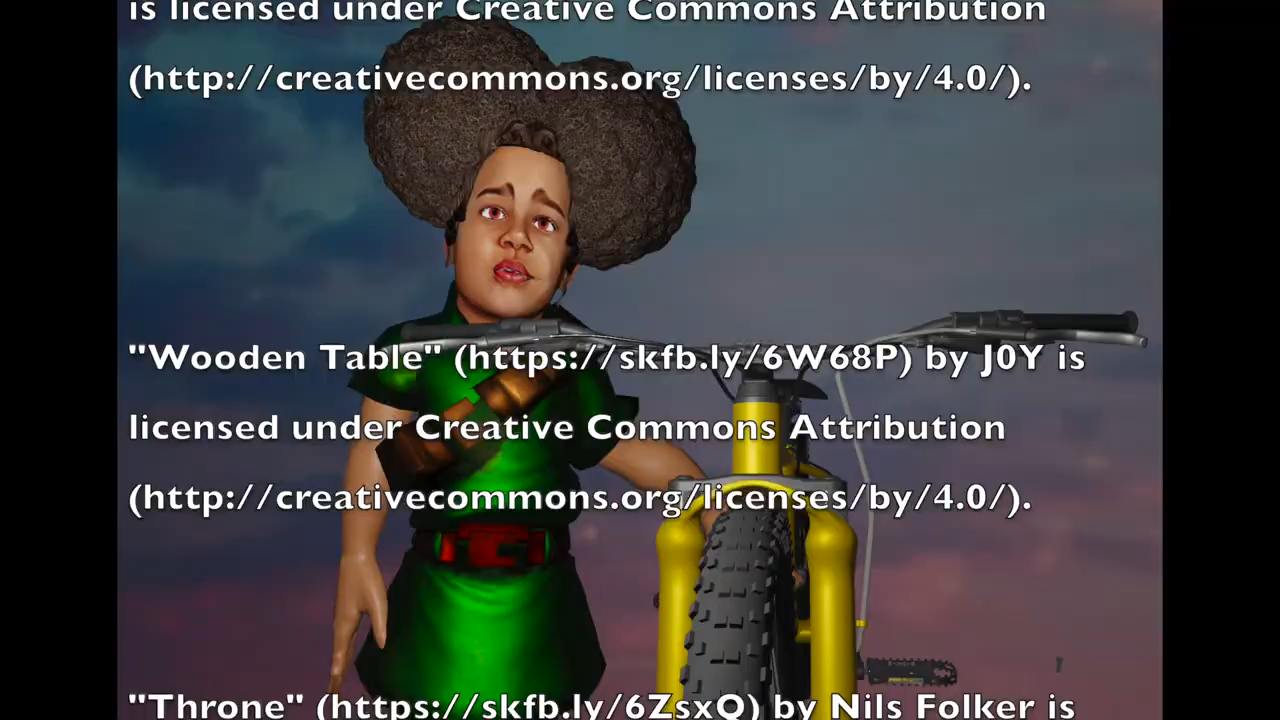 is licensed under Creative Commons Attribution
(http://creativecommons.org/licenses/by/4.0/).
"Wooden Table" (https://skfb.ly/6W68P) by J0Y is
licensed under Creative Commons Attribution
(http://creativecommons.org/licenses/by/4.0/).
"Throne" (https://skfb.ly/6ZsxQ) by Nils Folker is